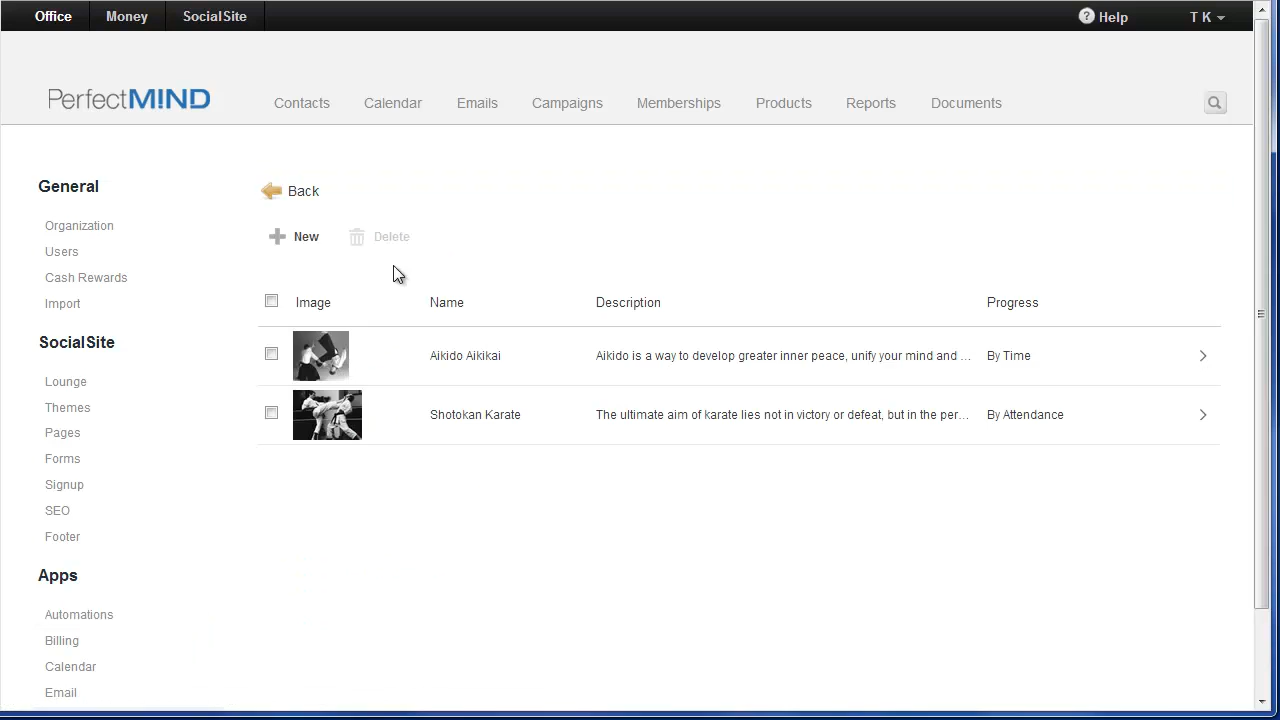 Office Money SocialSite Help T K
PerfectMIND Contacts Calendar Emails Campaigns Memberships Products Reports Documents
General
Organization
Users
Cash Rewards
Import
SocialSite
Lounge
Themes
Pages
Forms
Signup
SEO
Footer
Apps
Automations
Billing
Calendar
Email
Back
New Delete
Image Name Description Progress
Aikido Aikikai Aikido is a way to develop greater inner peace, unify your mind and ... By Time
Shotokan Karate The ultimate aim of karate lies not in victory or defeat, but in the per... By Attendance